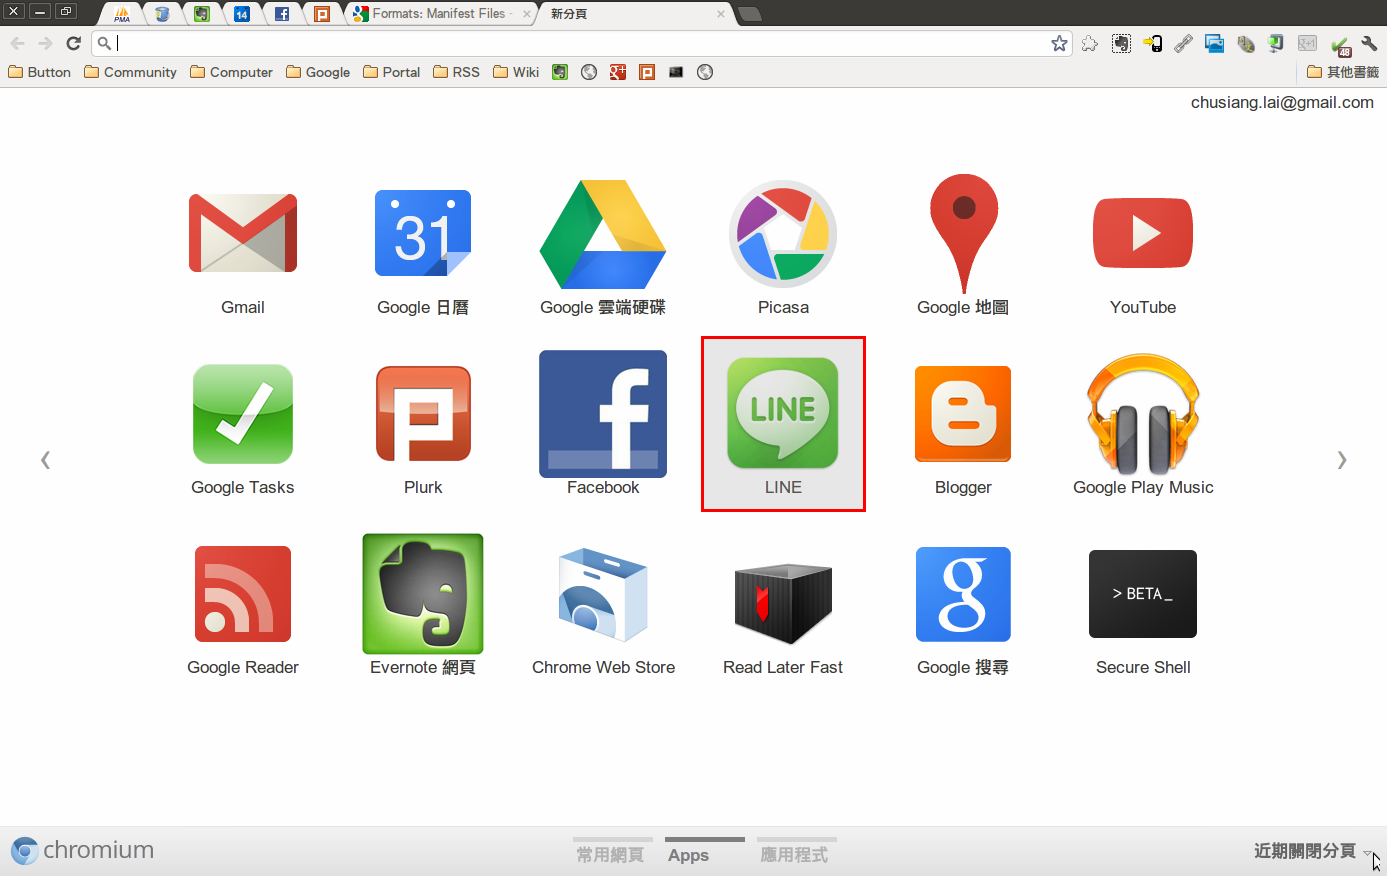 PMA
14
Formats: Manifest Files -
新分頁
48
Button
Community
Computer
Google
Portal
RSS
Wiki
其他書籤
chusiang.lai@gmail.com
31
Gmail
Google 日曆
Google 雲端硬碟
Picasa
Google 地圖
YouTube
LINE
Google Tasks
Plurk
Facebook
LINE
Blogger
Google Play Music
> BETA_
Google Reader
Evernote 網頁
Chrome Web Store
Read Later Fast
Google 搜尋
Secure Shell
chromium
常用網頁
Apps
應用程式
近期關閉分頁